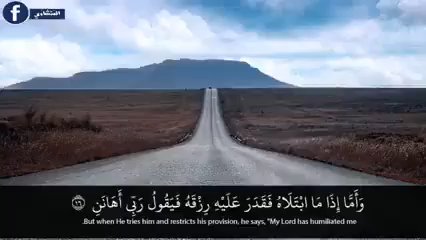 المنشاوي
وَأَمَّا إِذَا مَا ابْتَلَاهُ فَقَدَرَ عَلَيْهِ رِزْقَهُ فَيَقُولُ رَبِّي أَهَانَنِ ١٦
.But when He tries him and restricts his provision, he says, "My Lord has humiliated me